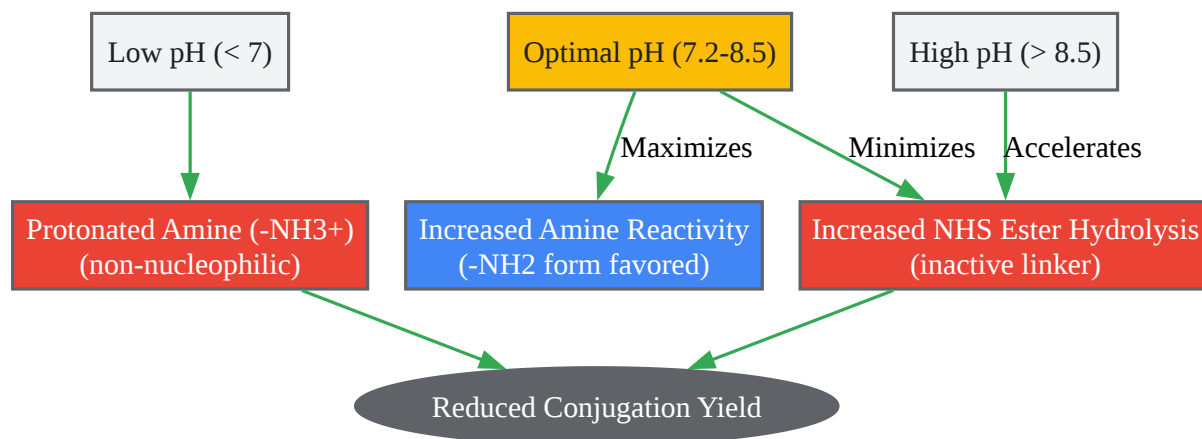 Low pH (< 7)
Optimal pH (7.2-8.5)
High pH (> 8.5)
Maximizes
Minimizes
Accelerates
Protonated Amine (-NH3+)
(non-nucleophilic)
Increased Amine Reactivity
(-NH2 form favored)
Increased NHS Ester Hydrolysis
(inactive linker)
Reduced Conjugation Yield